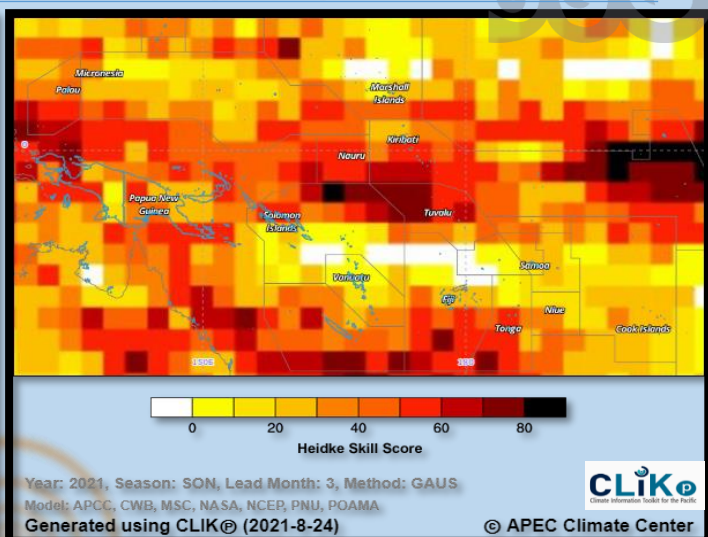 Micronesia
Palau
Marshall
Islands
Kiribati
0
Nauru
Papua New
Guinea
Solomon
Islands
Tuvalu
Samoa
Vanuatu
Fiji
Niue
Tonga
Cook Islands
150E
180
0 20 40 60 80
Heidke Skill Score
Year: 2021, Season: SON, Lead Month: 3, Method: GAUS
Model: APCC, CWB, MSC, NASA, NCEP, PNU, POAMA
CLiK℗
Climate Information Toolkit for the Pacific
Generated using CLIK℗ (2021-8-24) © APEC Climate Center